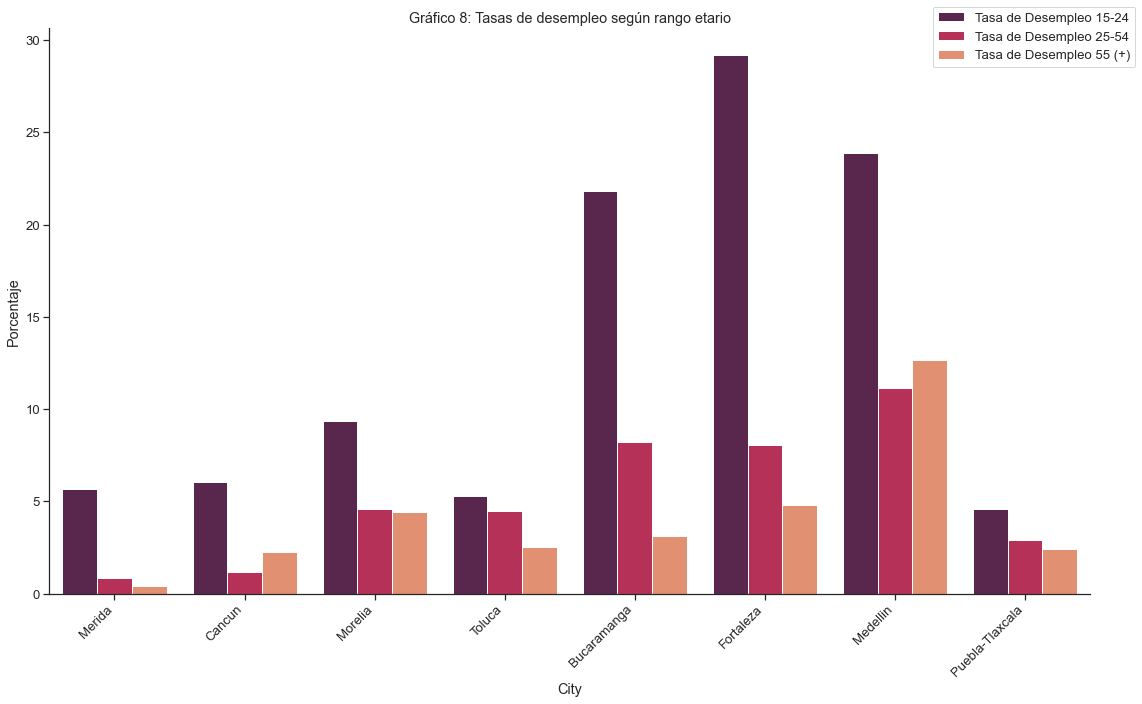 Gráfico 8: Tasas de desempleo según rango etario
Tasa de Desempleo 15-24
Tasa de Desempleo 25-54
Tasa de Desempleo 55 (+)
Porcentaje
30
25
20
15
10
5
0
Merida
Cancun
Morelia
Toluca
Bucaramanga
Fortaleza
Medellin
Puebla-Tlaxcala
City